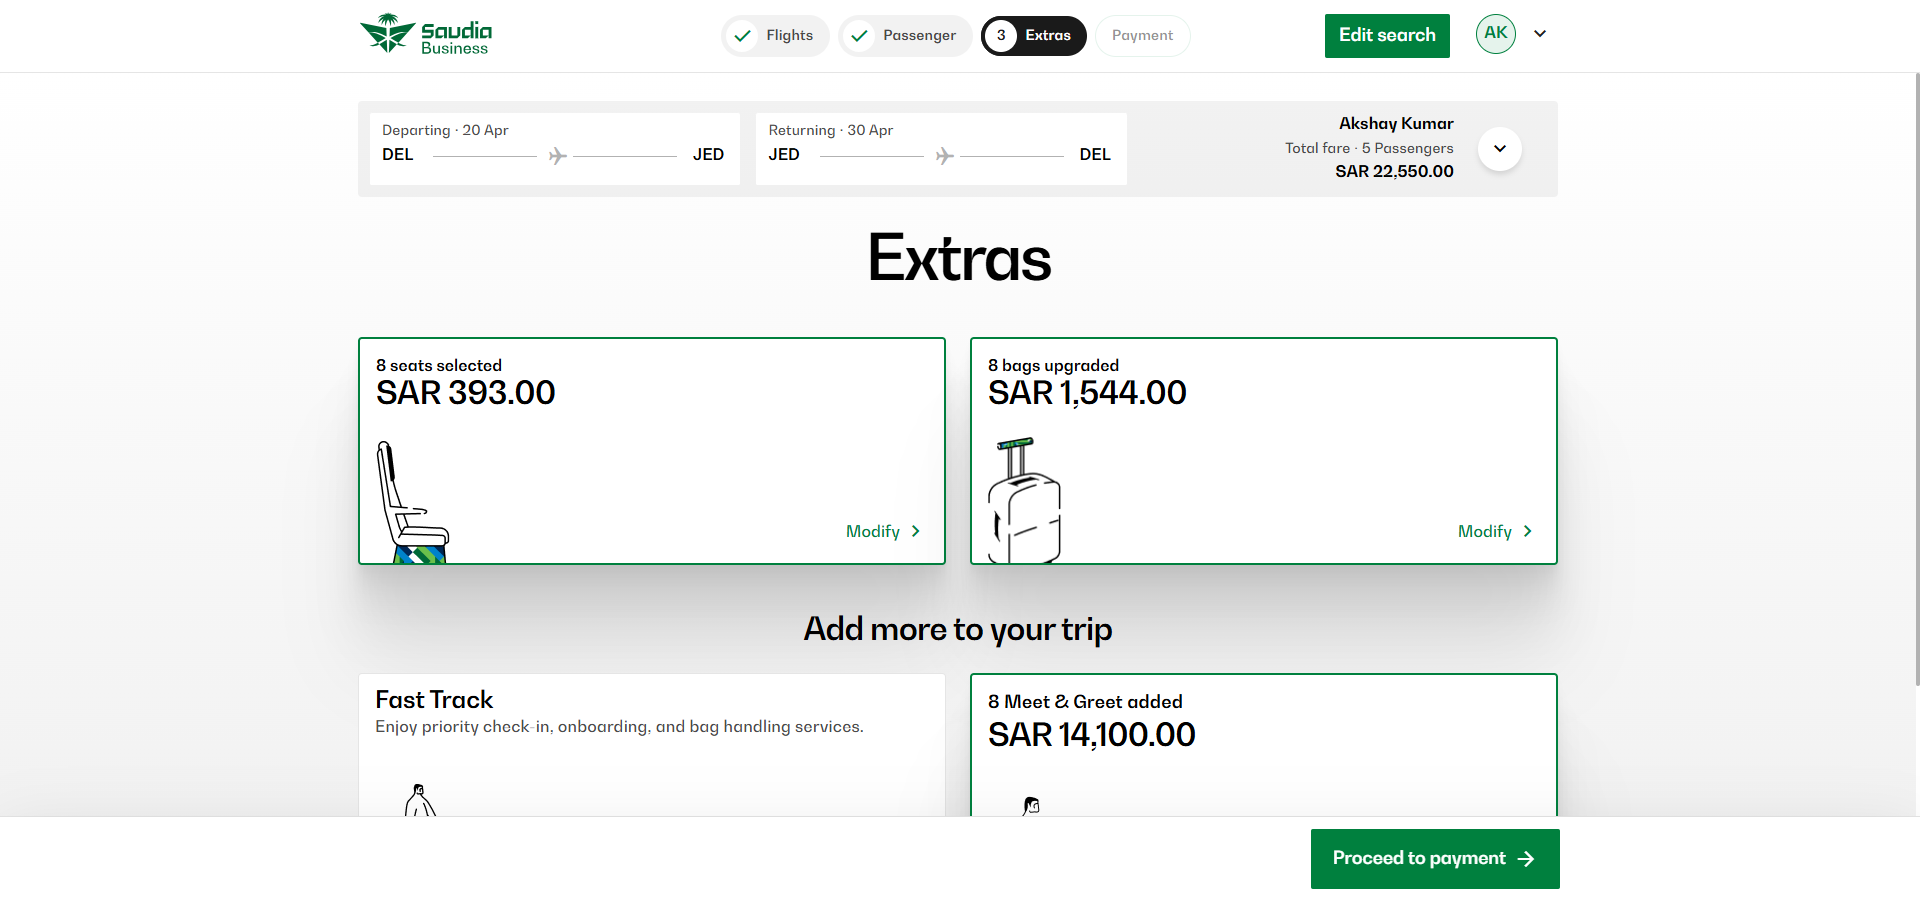 Saudia
Business
Flights
Passenger
3 Extras
Payment
Edit search
AK
Departing · 20 Apr
DEL JED
Returning · 30 Apr
JED DEL
Akshay Kumar
Total fare · 5 Passengers
SAR 22,550.00
Extras
8 seats selected
SAR 393.00
Modify
8 bags upgraded
SAR 1,544.00
Modify
Add more to your trip
Fast Track
Enjoy priority check-in, onboarding, and bag handling services.
8 Meet & Greet added
SAR 14,100.00
Proceed to payment